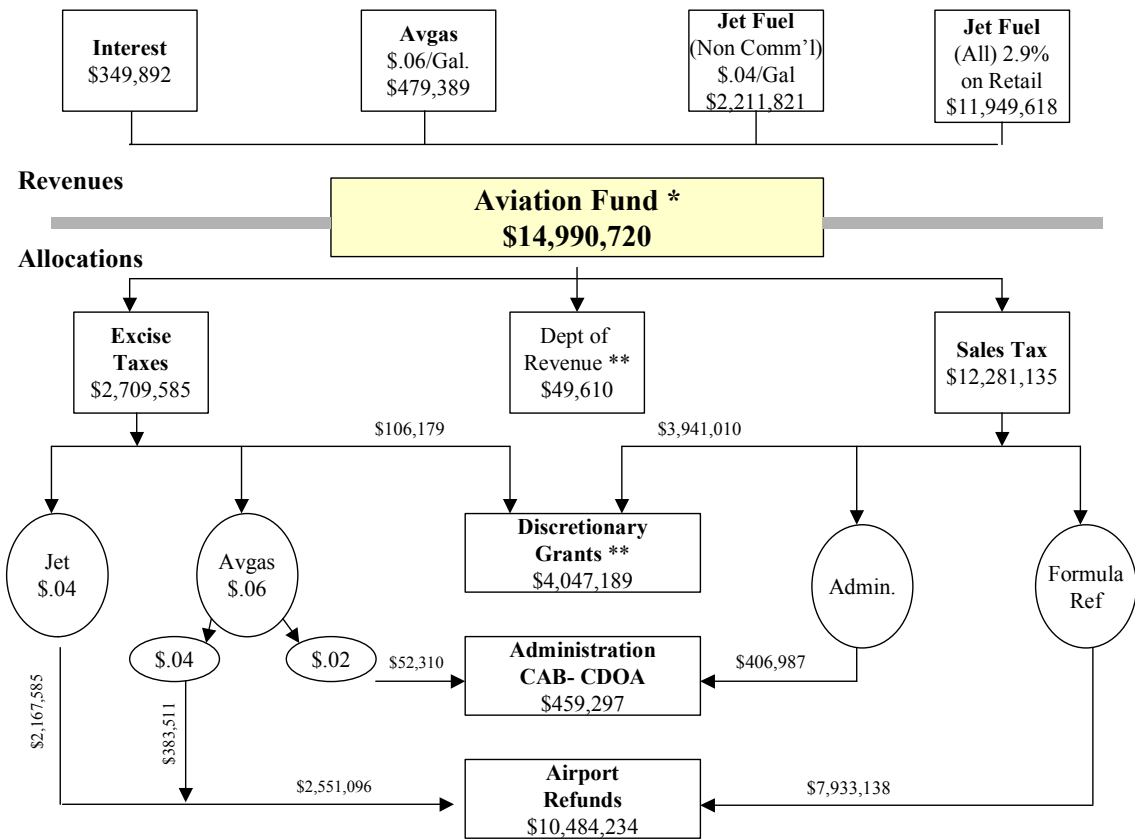 Interest
$349,892
Avgas
$.06/Gal.
$479,389
Jet Fuel
(Non Comm’l)
$.04/Gal
$2,211,821
Jet Fuel
(All) 2.9%
on Retail
$11,949,618
Revenues
Aviation Fund *
$14,990,720
Allocations
Excise
Taxes
$2,709,585
Dept of
Revenue **
$49,610
Sales Tax
$12,281,135
$106,179
$3,941,010
Jet
$.04
Avgas
$.06
Discretionary
Grants **
$4,047,189
Admin.
Formula
Ref
$.04
$.02
$52,310
Administration
CAB- CDOA
$459,297
$406,987
$2,167,585
$383,511
$2,551,096
Airport
Refunds
$10,484,234
$7,933,138